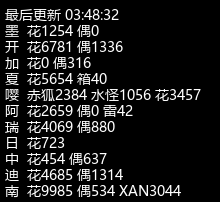 最后更新 03:48:32
墨 花1254 偶0
开 花6781 偶1336
加 花0 偶316
夏 花5654 箱40
嘤 赤狐2384 水怪1056 花3457
阿 花2659 偶0 雷42
瑞 花4069 偶880
日 花723
中 花454 偶637
迪 花4685 偶1314
南 花9985 偶534 XAN3044